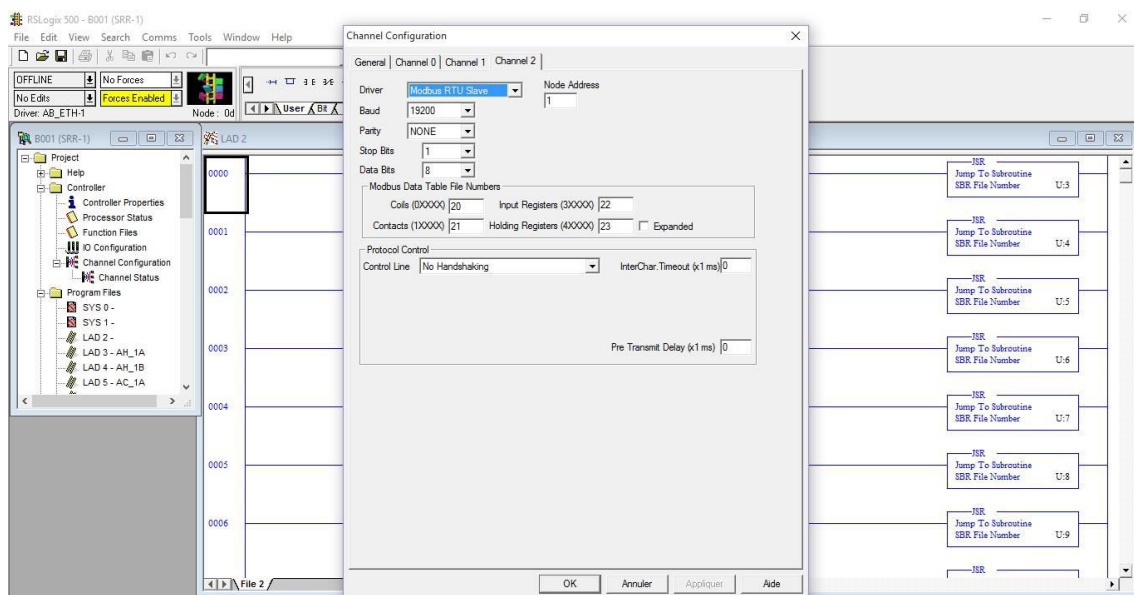 RSLogix 500 - B001 (SRR-1)
File Edit View Search Comms Tools Window Help
OFFLINE
No Forces
No Edits
Forces Enabled
Driver: AB_ETH-1
Node : 0d
User
Bit
B001 (SRR-1)
Project
Help
Controller
Controller Properties
Processor Status
Function Files
IO Configuration
Channel Configuration
Channel Status
Program Files
SYS 0 -
SYS 1 -
LAD 2 -
LAD 3 - AH_1A
LAD 4 - AH_1B
LAD 5 - AC_1A
LAD 2
0000
0001
0002
0003
0004
0005
0006
File 2
Channel Configuration
General Channel 0 Channel 1 Channel 2
Driver Modbus RTU Slave
Node Address
1
Baud 19200
Parity NONE
Stop Bits 1
Data Bits 8
Modbus Data Table File Numbers
Coils (0XXXX) 20 Input Registers (3XXXX) 22
Contacts (1XXXX) 21 Holding Registers (4XXXX) 23 Expanded
Protocol Control
Control Line No Handshaking InterChar.Timeout (x1 ms) 0
Pre Transmit Delay (x1 ms) 0
OK Annuler Appliquer Aide
JSR
Jump To Subroutine
SBR File Number U:3
JSR
Jump To Subroutine
SBR File Number U:4
JSR
Jump To Subroutine
SBR File Number U:5
JSR
Jump To Subroutine
SBR File Number U:6
JSR
Jump To Subroutine
SBR File Number U:7
JSR
Jump To Subroutine
SBR File Number U:8
JSR
Jump To Subroutine
SBR File Number U:9
JSR